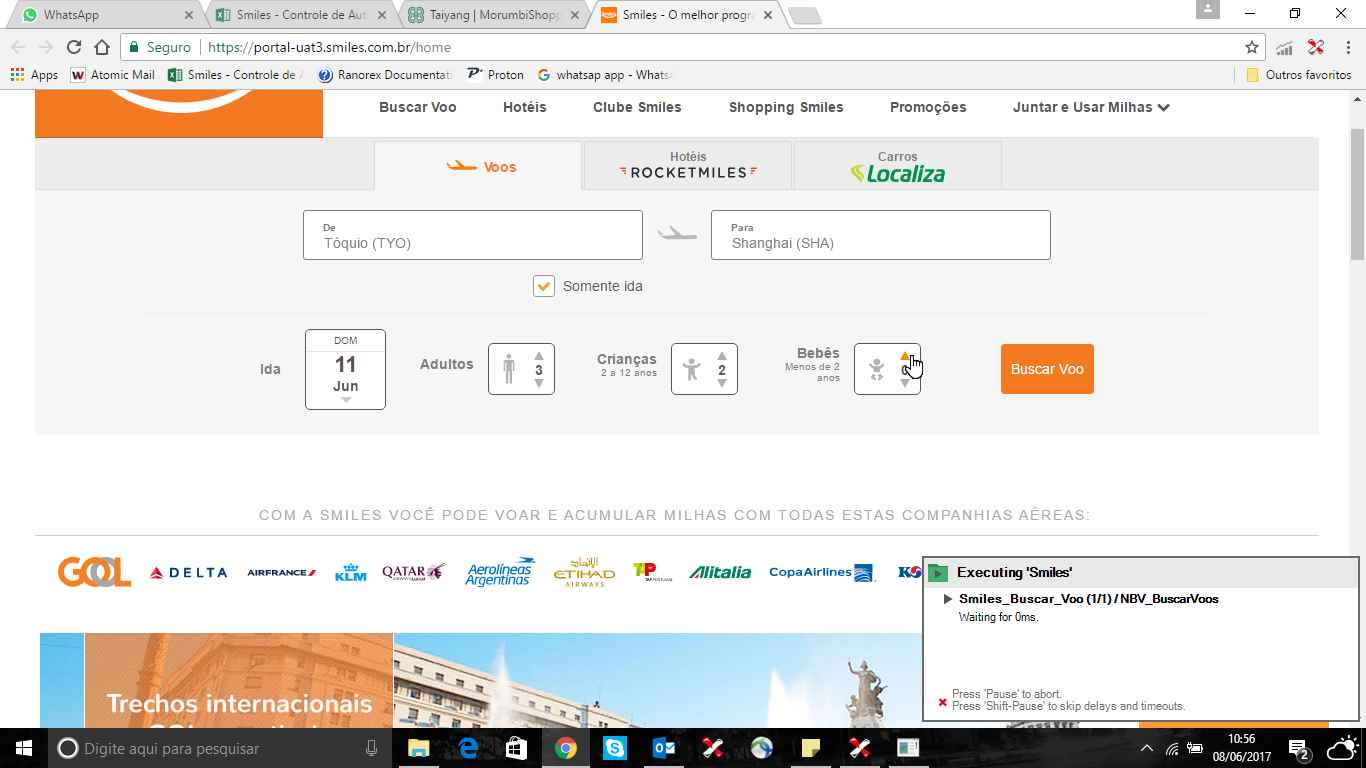 WhatsApp
Smiles - Controle de Aut
Taiyang | MorumbiShopp
Smiles - O melhor progra
Seguro
https://portal-uat3.smiles.com.br/home
Apps
Atomic Mail
Smiles - Controle de A
Ranorex Documentati
Proton
whatsap app - Whats
Outros favoritos
Buscar Voo
Hotéis
Clube Smiles
Shopping Smiles
Promoções
Juntar e Usar Milhas
Voos
Hotéis
ROCKETMILES
Carros
Localiza
De
Tôquio (TYO)
Para
Shanghai (SHA)
Somente ida
Ida
DOM
11
Jun
Adultos
3
Crianças
2 a 12 anos
2
Bebês
Menos de 2
anos
Buscar Voo
COM A SMILES VOCÊ PODE VOAR E ACUMULAR MILHAS COM TODAS ESTAS COMPANHIAS AÉREAS:
GOL
DELTA
AIRFRANCE
KLM
QATAR
Aerolíneas
Argentinas
ETIHAD
AIRWAYS
TAP
Alitalia
CopaAirlines
Trechos internacionais
Executing 'Smiles'
Smiles_Buscar_Voo (1/1) / NBV_BuscarVoos
Waiting for 0ms.
Press 'Pause' to abort.
Press 'Shift-Pause' to skip delays and timeouts.
Digite aqui para pesquisar
10:56
08/06/2017
2